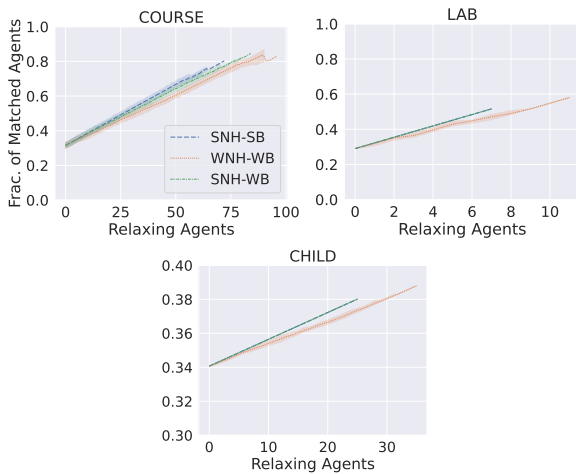 COURSE
Frac. of Matched Agents
1.0
0.8
0.6
0.4
0.2
0.0
SNH-SB
WNH-WB
SNH-WB
0 25 50 75 100
Relaxing Agents
LAB
1.0
0.8
0.6
0.4
0.2
0.0
0 2 4 6 8 10
Relaxing Agents
CHILD
0.40
0.38
0.36
0.34
0.32
0.30
0 10 20 30
Relaxing Agents